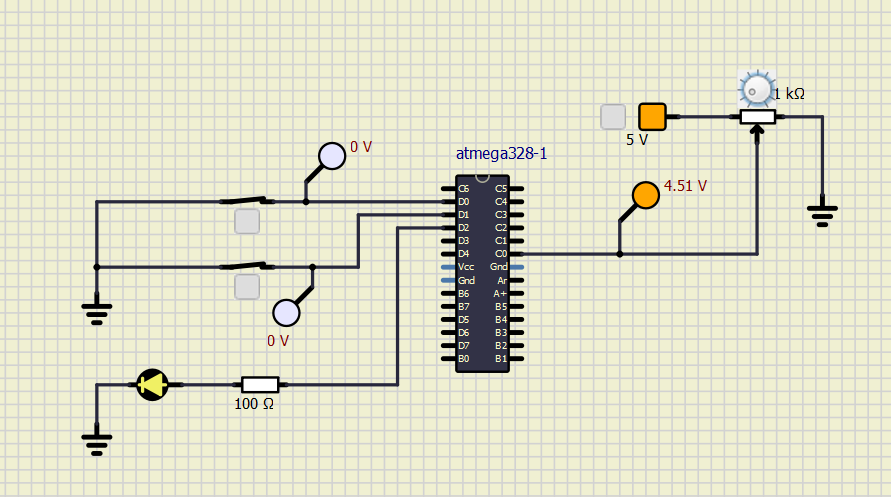 1 kΩ
5 V
0 V
atmega328-1
4.51 V
C6 C5
D0 C4
D1 C3
D2 C2
D3 C1
D4 C0
Vcc Gnd
Gnd Ar
B6 A+
B7 B5
D5 B4
D6 B3
D7 B2
B0 B1
0 V
100 Ω